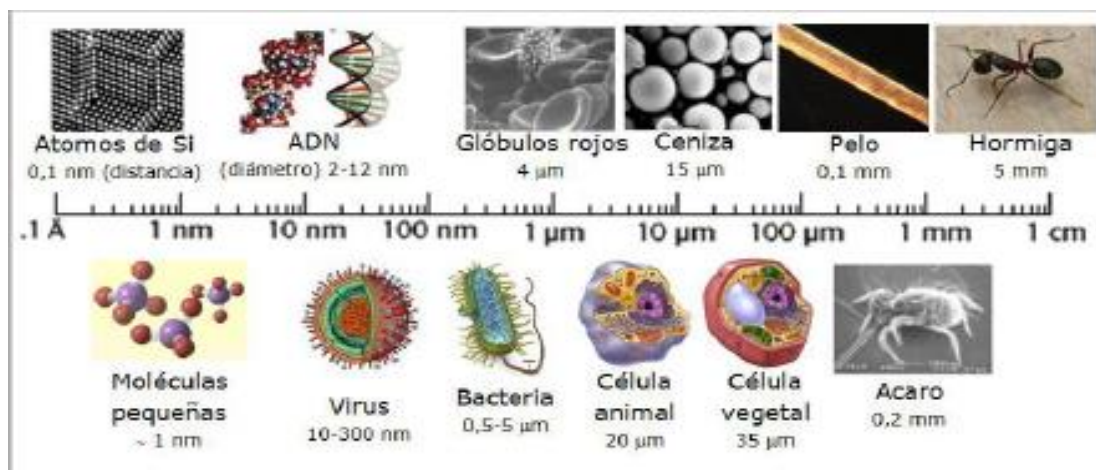 Atomos de Si
0,1 nm (distancia)
ADN
(diámetro) 2-12 nm
Glóbulos rojos
4 µm
Ceniza
15 µm
Pelo
0,1 mm
Hormiga
5 mm
.1 Å 1 nm 10 nm 100 nm 1 µm 10 µm 100 µm 1 mm 1 cm
Moléculas
pequeñas
~ 1 nm
Virus
10-300 nm
Bacteria
0,5-5 µm
Célula
animal
20 µm
Célula
vegetal
35 µm
Acaro
0,2 mm